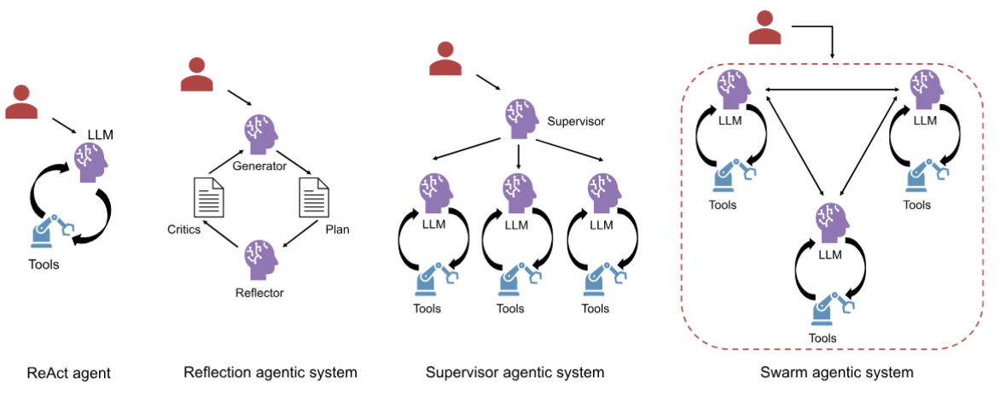 LLM
Tools
ReAct agent
Generator
Critics
Plan
Reflector
Reflection agentic system
Supervisor
LLM
LLM
LLM
Tools
Tools
Tools
Supervisor agentic system
LLM
LLM
Tools
Tools
LLM
Tools
Swarm agentic system